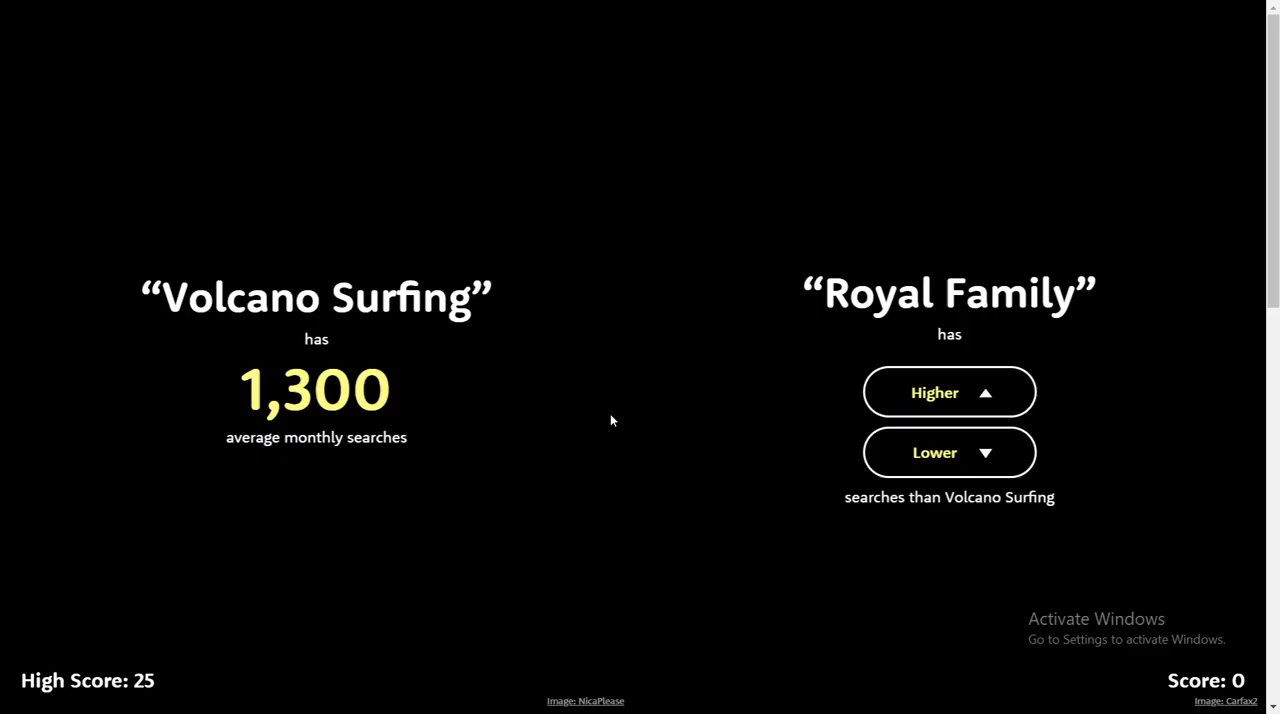 “Volcano Surfing”
has
1,300
average monthly searches
“Royal Family”
has
Higher ▲
Lower ▼
searches than Volcano Surfing
Activate Windows
Go to Settings to activate Windows.
High Score: 25
Score: 0
Image: NicaPlease
Image: Carfax2